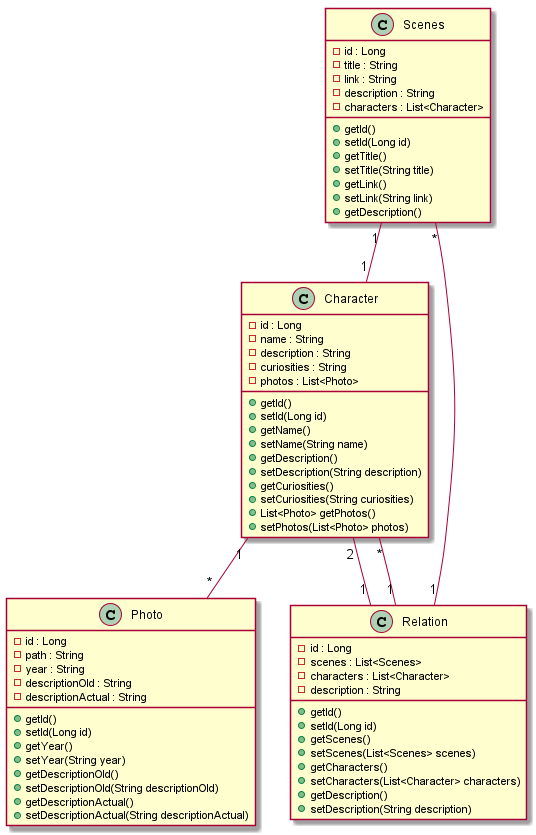 C Scenes
id : Long
title : String
link : String
description : String
characters : List<Character>
getId()
setId(Long id)
getTitle()
setTitle(String title)
getLink()
setLink(String link)
getDescription()
1
*
1
C Character
id : Long
name : String
description : String
curiosities : String
photos : List<Photo>
getId()
setId(Long id)
getName()
setName(String name)
getDescription()
setDescription(String description)
getCuriosities()
setCuriosities(String curiosities)
List<Photo> getPhotos()
setPhotos(List<Photo> photos)
1
2
*
*
1
1
1
C Photo
id : Long
path : String
year : String
descriptionOld : String
descriptionActual : String
getId()
setId(Long id)
getYear()
setYear(String year)
getDescriptionOld()
setDescriptionOld(String descriptionOld)
getDescriptionActual()
setDescriptionActual(String descriptionActual)
C Relation
id : Long
scenes : List<Scenes>
characters : List<Character>
description : String
getId()
setId(Long id)
getScenes()
setScenes(List<Scenes> scenes)
getCharacters()
setCharacters(List<Character> characters)
getDescription()
setDescription(String description)